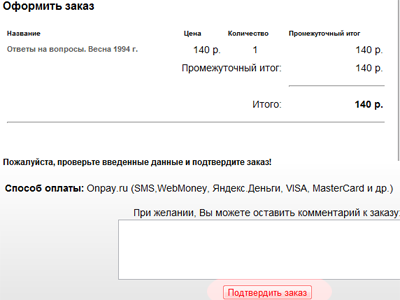 Оформить заказ
Название Цена Количество Промежуточный итог
Ответы на вопросы. Весна 1994 г. 140 р. 1 140 р.
Промежуточный итог: 140 р.
Итого: 140 р.
Пожалуйста, проверьте введенные данные и подтвердите заказ!
Способ оплаты: Onpay.ru (SMS,WebMoney, Яндекс.Деньги, VISA, MasterCard и др.)
При желании, Вы можете оставить комментарий к заказу:
Подтвердить заказ